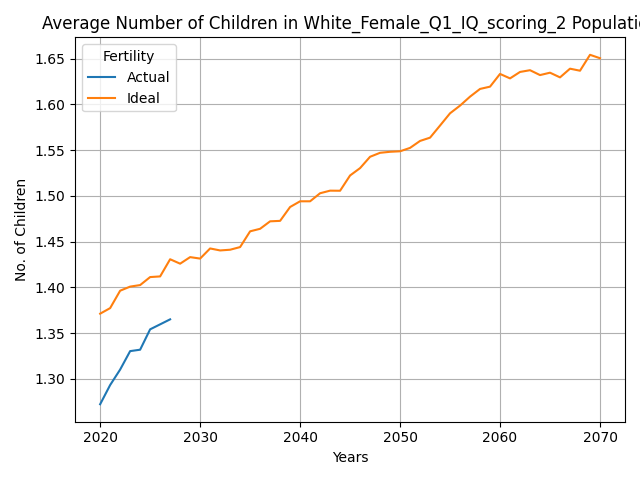 Average Number of Children in White_Female_Q1_IQ_scoring_2 Populati
Fertility
Actual
Ideal
No. of Children
1.65
1.60
1.55
1.50
1.45
1.40
1.35
1.30
2020 2030 2040 2050 2060 2070
Years